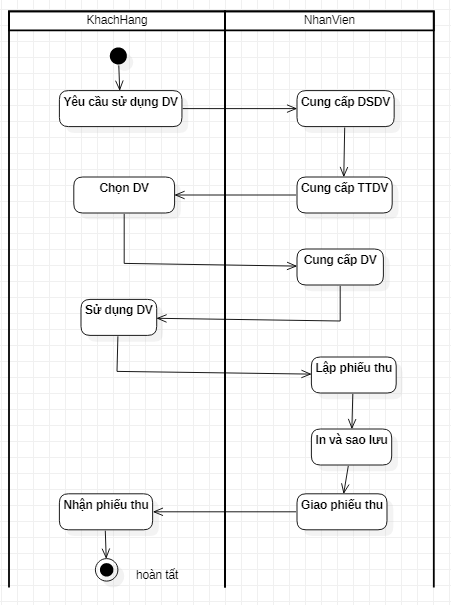 KhachHang
NhanVien
Yêu cầu sử dụng DV
Cung cấp DSDV
Chọn DV
Cung cấp TTDV
Cung cấp DV
Sử dụng DV
Lập phiếu thu
In và sao lưu
Nhận phiếu thu
Giao phiếu thu
hoàn tất